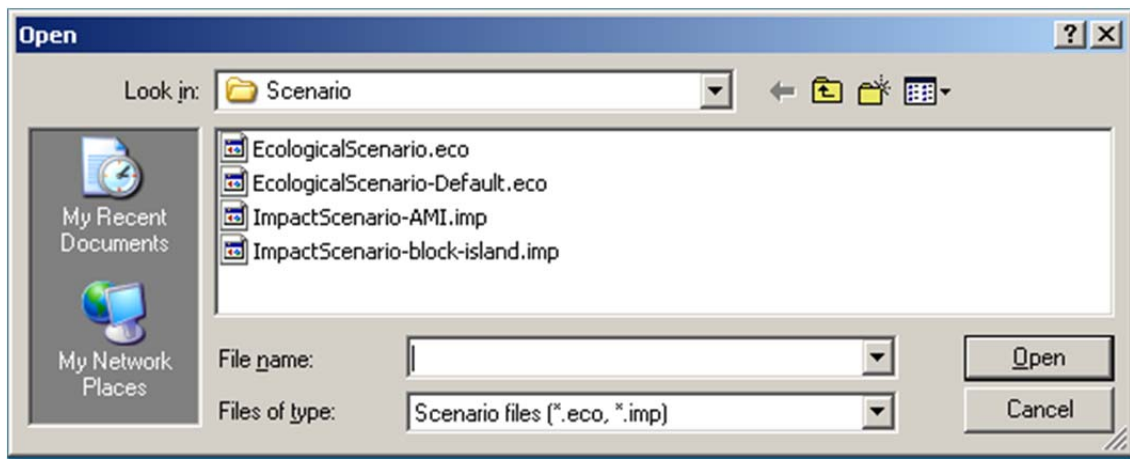 Open
Look in: Scenario
My Recent
Documents
My Network
Places
EcologicalScenario.eco
EcologicalScenario-Default.eco
ImpactScenario-AMI.imp
ImpactScenario-block-island.imp
File name:
Open
Files of type: Scenario files (*.eco, *.imp)
Cancel